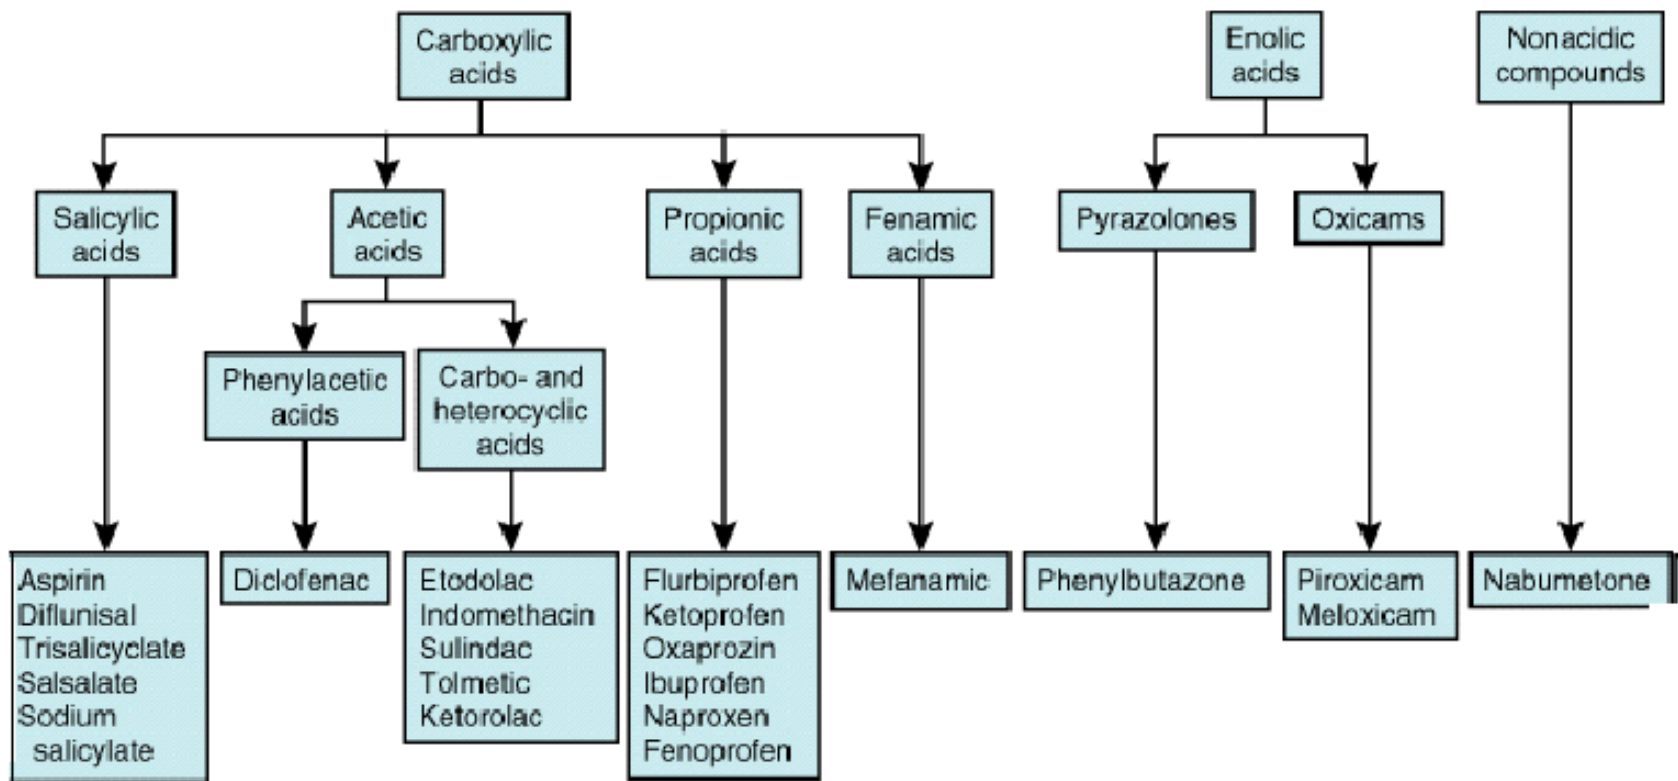 Carboxylic
acids
Enolic
acids
Nonacidic
compounds
Salicylic
acids
Acetic
acids
Propionic
acids
Fenamic
acids
Pyrazolones
Oxicams
Phenylacetic
acids
Carbo- and
heterocyclic
acids
Aspirin
Diflunisal
Trisalicyclate
Salsalate
Sodium
salicylate
Diclofenac
Etodolac
Indomethacin
Sulindac
Tolmetic
Ketorolac
Flurbiprofen
Ketoprofen
Oxaprozin
Ibuprofen
Naproxen
Fenoprofen
Mefanamic
Phenylbutazone
Piroxicam
Meloxicam
Nabumetone